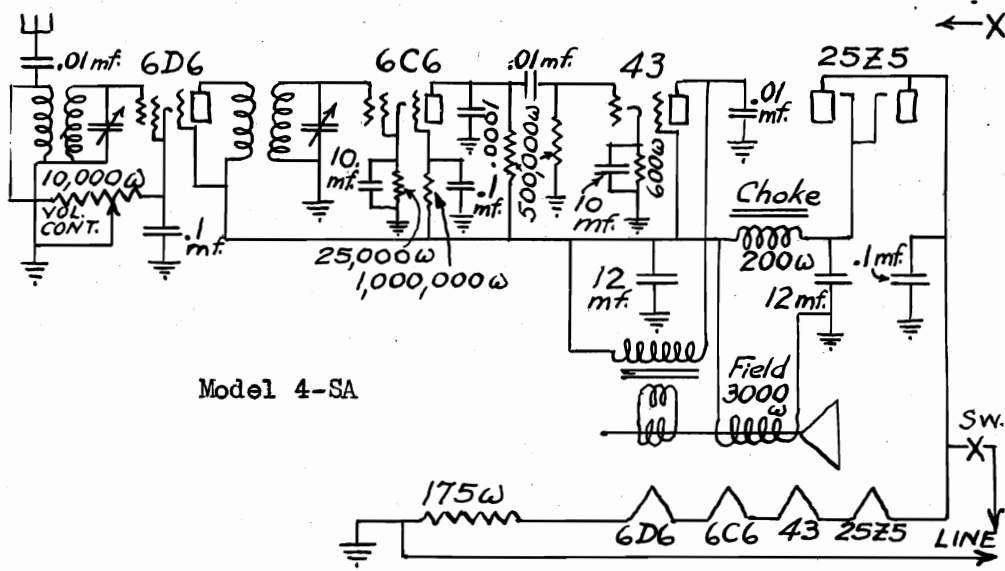 X
.01 mf.
6D6
6C6
.01 mf.
43
25Z5
.01
mf.
10,000 ω
VOL.
CONT.
.1
mf.
10.
mf.
.0001
.1
mf.
500,000 ω
10
mf.
600 ω
Choke
200 ω
.1 mf.
25,000 ω
1,000,000 ω
12
mf.
12 mf.
Model 4-SA
Field
3000
ω
SW.
X
175 ω
6D6
6C6
43
25Z5
LINE